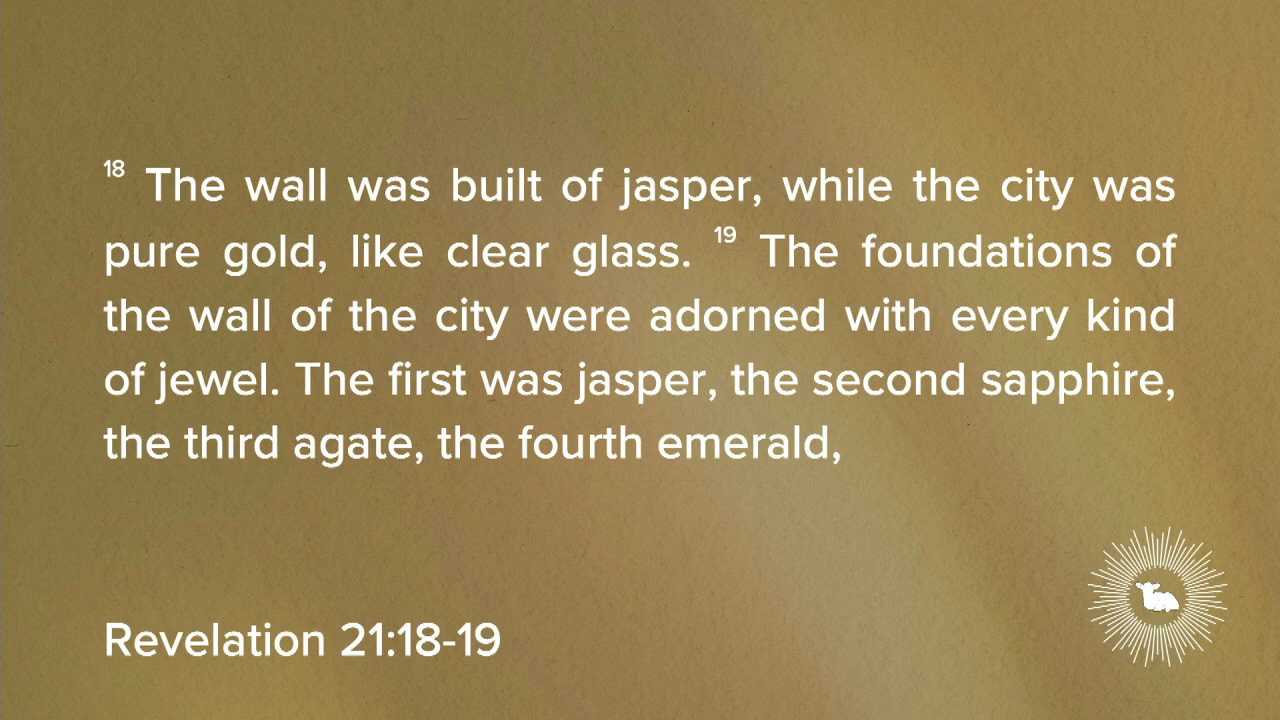 18 The wall was built of jasper, while the city was
pure gold, like clear glass. 19 The foundations of
the wall of the city were adorned with every kind
of jewel. The first was jasper, the second sapphire,
the third agate, the fourth emerald,
Revelation 21:18-19